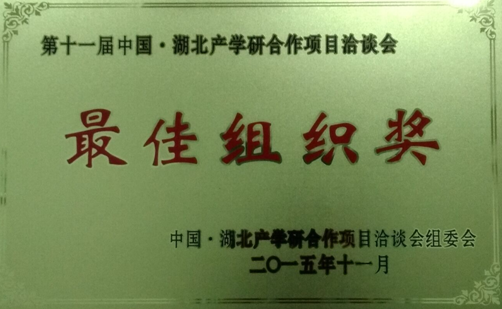 第十一届中国·湖北产学研合作项目洽谈会
最佳组织奖
中国·湖北产学研合作项目洽谈会组委会
二〇一五年十一月